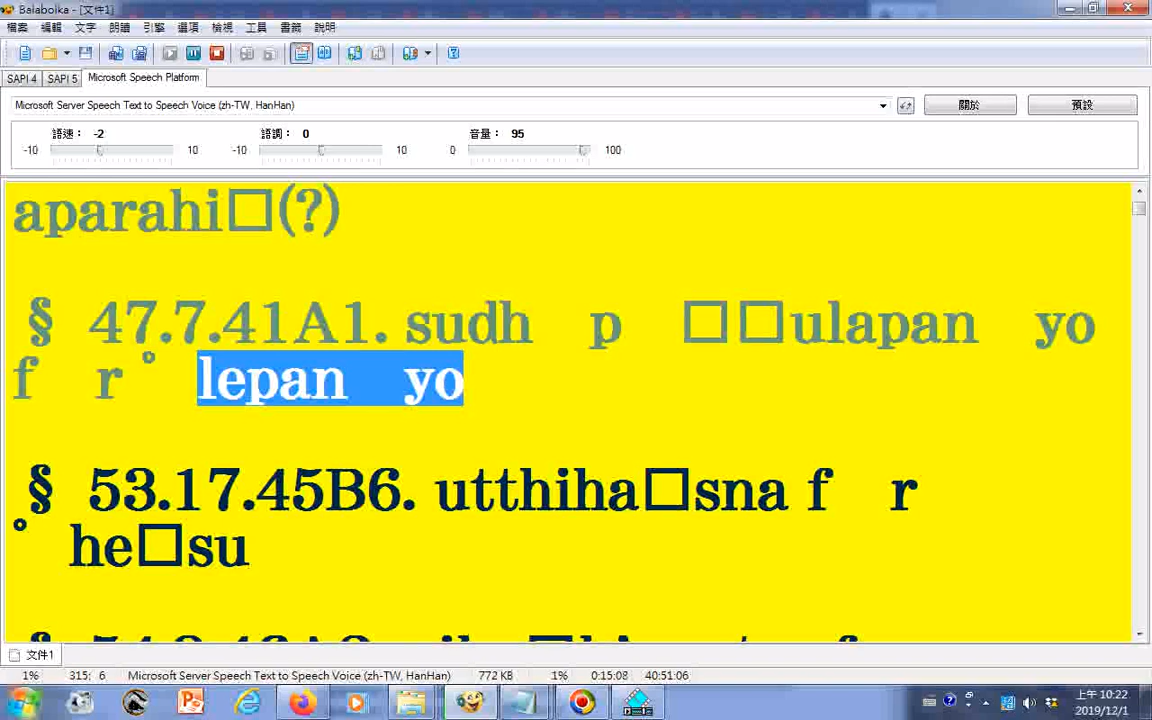 Balabolka - [文件1]
檔案 編輯 文字 朗讀 引擎 選項 檢視 工具 書籤 說明
SAPI 4 SAPI 5 Microsoft Speech Platform
Microsoft Server Speech Text to Speech Voice (zh-TW, HanHan) 關於 預設
語速： -2 語調： 0 音量： 95
-10 10 -10 10 0 100
aparahi□(?)
§ 47.7.41A1. sudh p □□ulapan yo
f r ° lepan yo
§ 53.17.45B6. utthiha□sna f r
° he□su
文件1
1% 315: 6 Microsoft Server Speech Text to Speech Voice (zh-TW, HanHan) 772 KB 1% 0:15:08 40:51:06
上午 10:22
2019/12/1